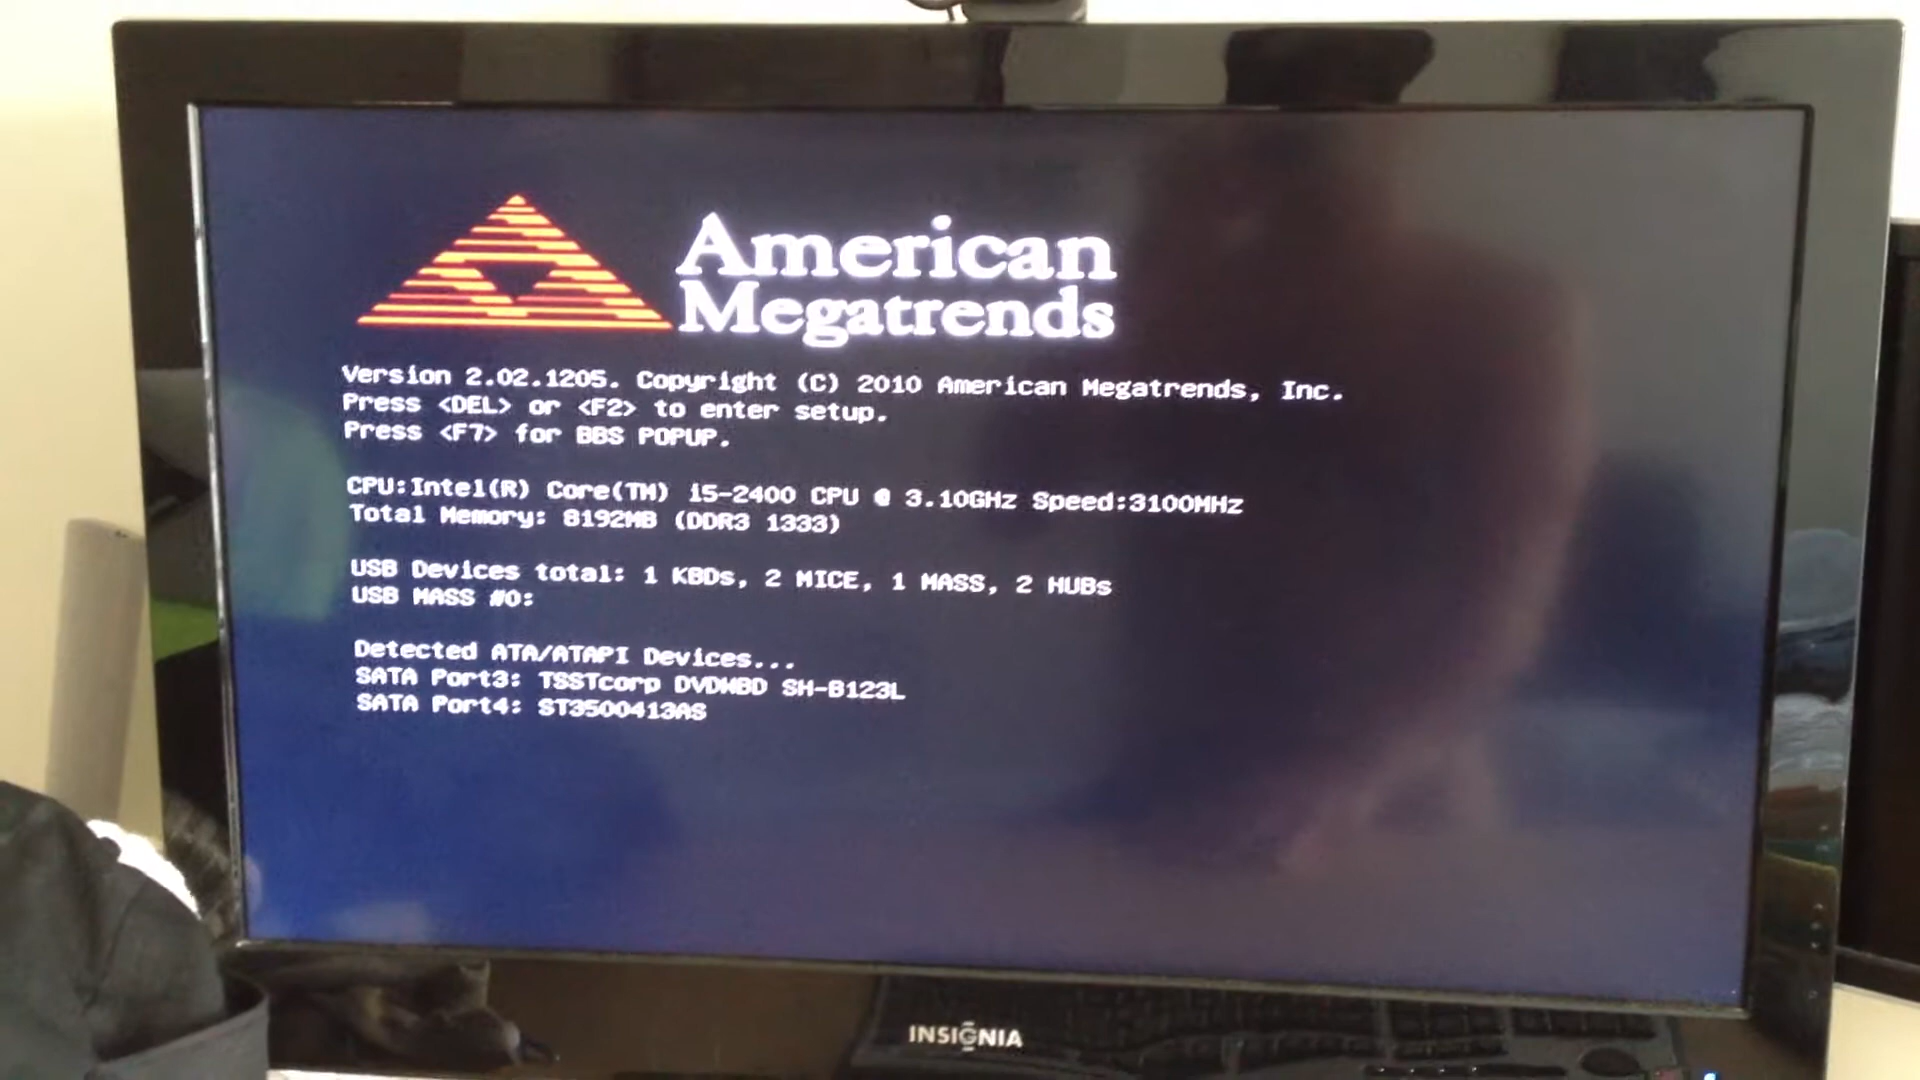 American
Megatrends
Version 2.02.1205. Copyright (C) 2010 American Megatrends, Inc.
Press <DEL> or <F2> to enter setup.
Press <F7> for BBS POPUP.
CPU:Intel(R) Core(TM) i5-2400 CPU @ 3.10GHz Speed:3100MHz
Total Memory: 8192MB (DDR3 1333)
USB Devices total: 1 KBDs, 2 MICE, 1 MASS, 2 HUBs
USB MASS #0:
Detected ATA/ATAPI Devices...
SATA Port3: TSSTcorp DVDWBD SH-B123L
SATA Port4: ST3500413AS
INSIGNIA